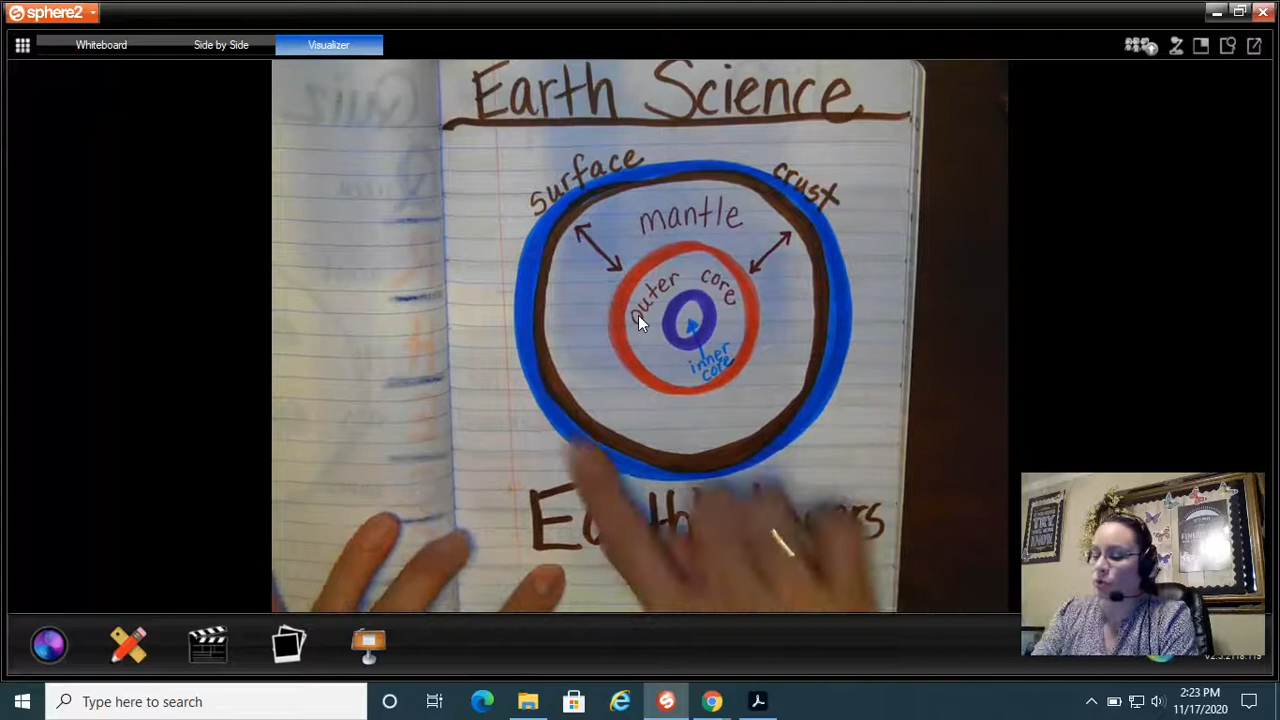 sphere2
Whiteboard Side by Side Visualizer
Earth Science
surface
crust
mantle
outer core
inner
core
TRY
Type here to search
2:23 PM
11/17/2020